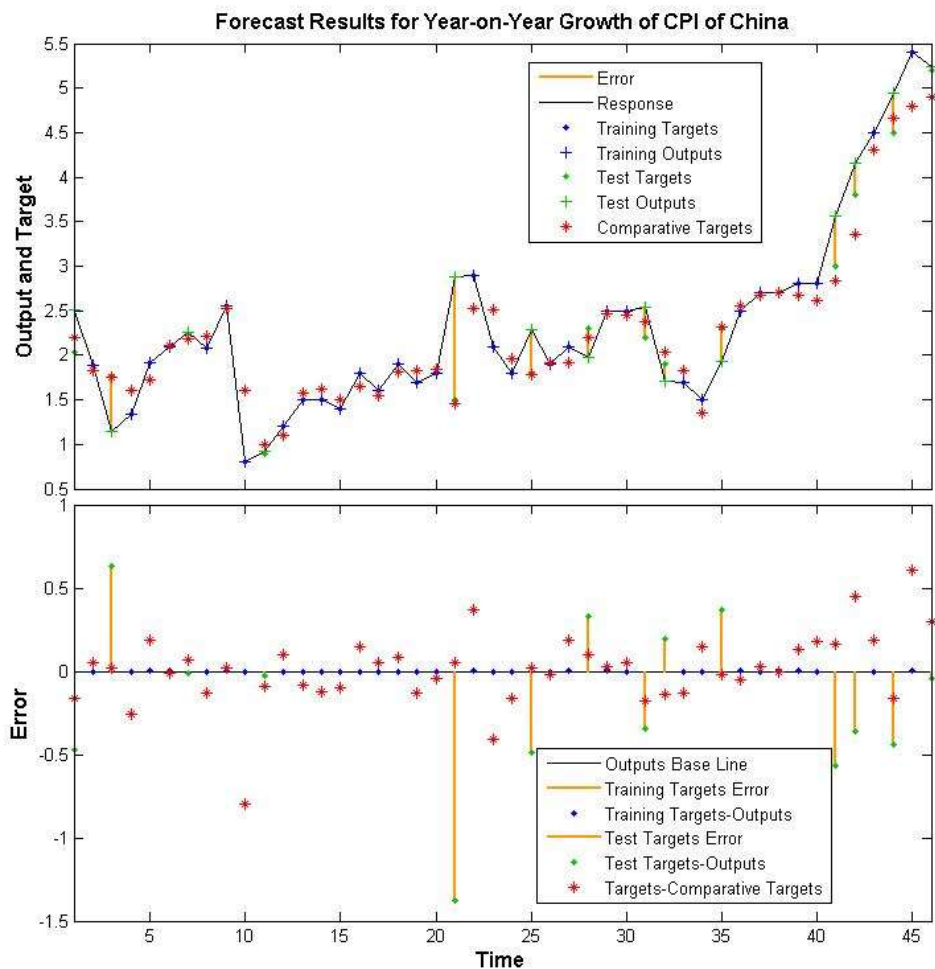 Forecast Results for Year-on-Year Growth of CPI of China
5.5
5
4.5
4
3.5
3
2.5
2
1.5
1
0.5
Output and Target
Error
Response
Training Targets
Training Outputs
Test Targets
Test Outputs
Comparative Targets
1
0.5
0
-0.5
-1
-1.5
Error
Outputs Base Line
Training Targets Error
Training Targets-Outputs
Test Targets Error
Test Targets-Outputs
Targets-Comparative Targets
5 10 15 20 25 30 35 40 45
Time